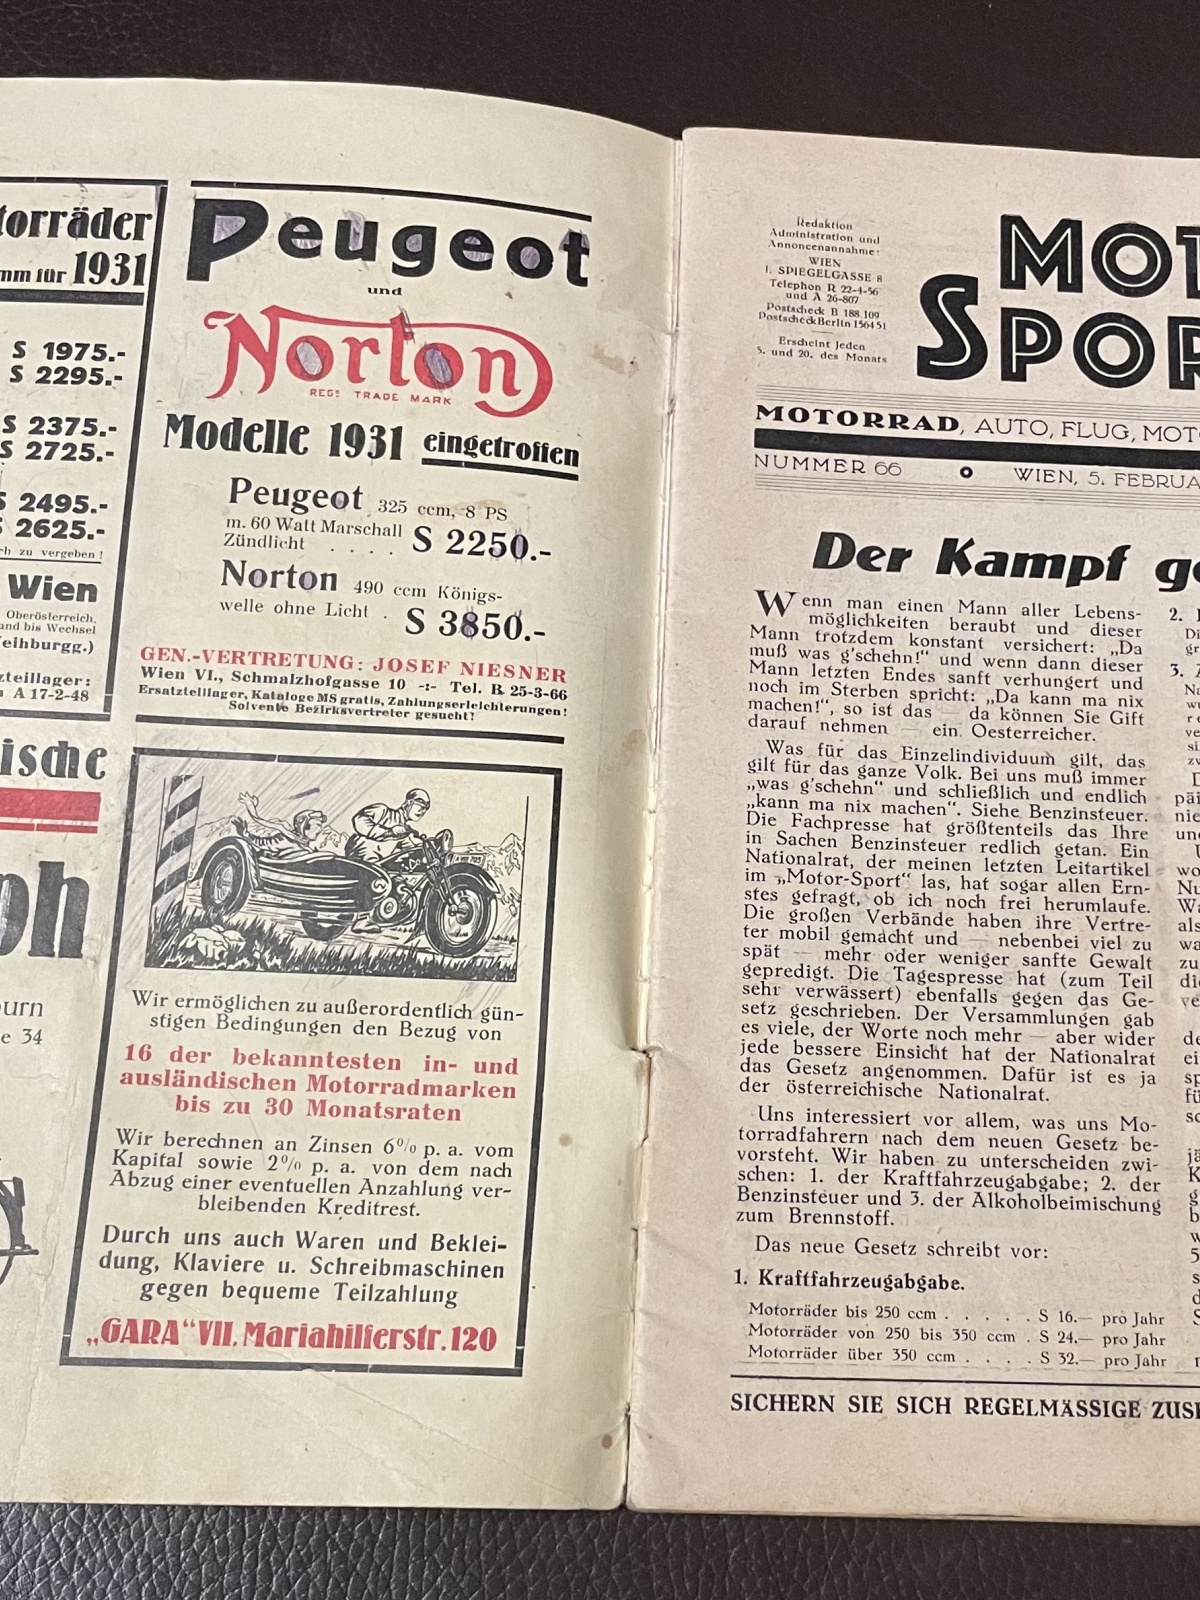 torräder
mm für 1931
S 1975.-
S 2295.-
S 2375.-
S 2725.-
S 2495.-
S 2625.-
ch zu vergeben!
Wien
Oberösterreich,
and bis Wechsel
eihburgg.)
zteillager:
A 17-2-48
ische
ph
burn
e 34
Peugeot
und
Norton
REGD TRADE MARK
Modelle 1931 eingetroffen
Peugeot 325 ccm, 8 PS
m. 60 Watt Marschall
Zündlicht . . . . S 2250.-
Norton 490 ccm Königs-
welle ohne Licht . S 3850.-
GEN.-VERTRETUNG: JOSEF NIESNER
Wien VI., Schmalzhofgasse 10 -:- Tel. B 25-3-66
Ersatzteillager, Kataloge MS gratis, Zahlungserleichterungen!
Solvente Bezirksvertreter gesucht!
Wir ermöglichen zu außerordentlich gün-
stigen Bedingungen den Bezug von
16 der bekanntesten in- und
ausländischen Motorradmarken
bis zu 30 Monatsraten
Wir berechnen an Zinsen 6% p. a. vom
Kapital sowie 2% p. a. von dem nach
Abzug einer eventuellen Anzahlung ver-
bleibenden Kreditrest.
Durch uns auch Waren und Beklei-
dung, Klaviere u. Schreibmaschinen
gegen bequeme Teilzahlung
„GARA“ VII. Mariahilferstr. 120
Redaktion
Administration und
Annoncenannahme:
WIEN
I. SPIEGELGASSE 8
Telephon R 22-4-56
und A 26-807
Postscheck B 188.109
Postscheck Berlin 156451
Erscheint jeden
5. und 20. des Monats
MOT
SPOR
MOTORRAD, AUTO, FLUG, MOTO
NUMMER 66 • WIEN, 5. FEBRUA
Der Kampf ge
Wenn man einen Mann aller Lebens-
möglichkeiten beraubt und dieser
Mann trotzdem konstant versichert: „Da
muß was g'schehn!“ und wenn dann dieser
Mann letzten Endes sanft verhungert und
noch im Sterben spricht: „Da kann ma nix
machen!“, so ist das — da können Sie Gift
darauf nehmen — ein Oesterreicher.
Was für das Einzelindividuum gilt, das
gilt für das ganze Volk. Bei uns muß immer
„was g'schehn“ und schließlich und endlich
„kann ma nix machen“. Siehe Benzinsteuer.
Die Fachpresse hat größtenteils das Ihre
in Sachen Benzinsteuer redlich getan. Ein
Nationalrat, der meinen letzten Leitartikel
im „Motor-Sport“ las, hat sogar allen Ern-
stes gefragt, ob ich noch frei herumlaufe.
Die großen Verbände haben ihre Vertre-
ter mobil gemacht und — nebenbei viel zu
spät — mehr oder weniger sanfte Gewalt
gepredigt. Die Tagespresse hat (zum Teil
sehr verwässert) ebenfalls gegen das Ge-
setz geschrieben. Der Versammlungen gab
es viele, der Worte noch mehr — aber wider
jede bessere Einsicht hat der Nationalrat
das Gesetz angenommen. Dafür ist es ja
der österreichische Nationalrat.
Uns interessiert vor allem, was uns Mo-
torradfahrern nach dem neuen Gesetz be-
vorsteht. Wir haben zu unterscheiden zwi-
schen: 1. der Kraftfahrzeugabgabe; 2. der
Benzinsteuer und 3. der Alkoholbeimischung
zum Brennstoff.
Das neue Gesetz schreibt vor:
1. Kraftfahrzeugabgabe.
Motorräder bis 250 ccm . . . . . S 16.— pro Jahr
Motorräder von 250 bis 350 ccm . S 24.— pro Jahr
Motorräder über 350 ccm . . . . S 32.— pro Jahr
SICHERN SIE SICH REGELMÄSSIGE ZUS